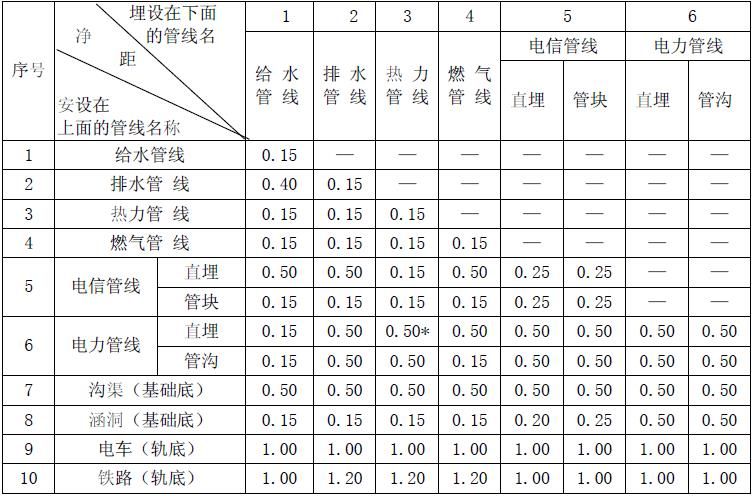 序号 净距 埋设在下面的管线名 安设在上面的管线名称 1 2 3 4 5 6
电信管线 电力管线
给水管线 排水管线 热力管线 燃气管线 直埋 管块 直埋 管沟
1 给水管线 0.15 — — — — — — —
2 排水管 线 0.40 0.15 — — — — — —
3 热力管 线 0.15 0.15 0.15 — — — — —
4 燃气管 线 0.15 0.15 0.15 0.15 — — — —
5 电信管线 直埋 0.50 0.50 0.15 0.50 0.25 0.25 — —
管块 0.15 0.15 0.15 0.15 0.25 0.25 — —
6 电力管线 直埋 0.15 0.50 0.50* 0.50 0.50 0.50 0.50 0.50
管沟 0.15 0.50 0.50 0.15 0.50 0.50 0.50 0.50
7 沟渠（基础底） 0.50 0.50 0.50 0.50 0.50 0.50 0.50 0.50
8 涵洞（基础底） 0.15 0.15 0.15 0.15 0.20 0.25 0.50 0.50
9 电车（轨底） 1.00 1.00 1.00 1.00 1.00 1.00 1.00 1.00
10 铁路（轨底） 1.00 1.20 1.20 1.20 1.00 1.00 1.00 1.00